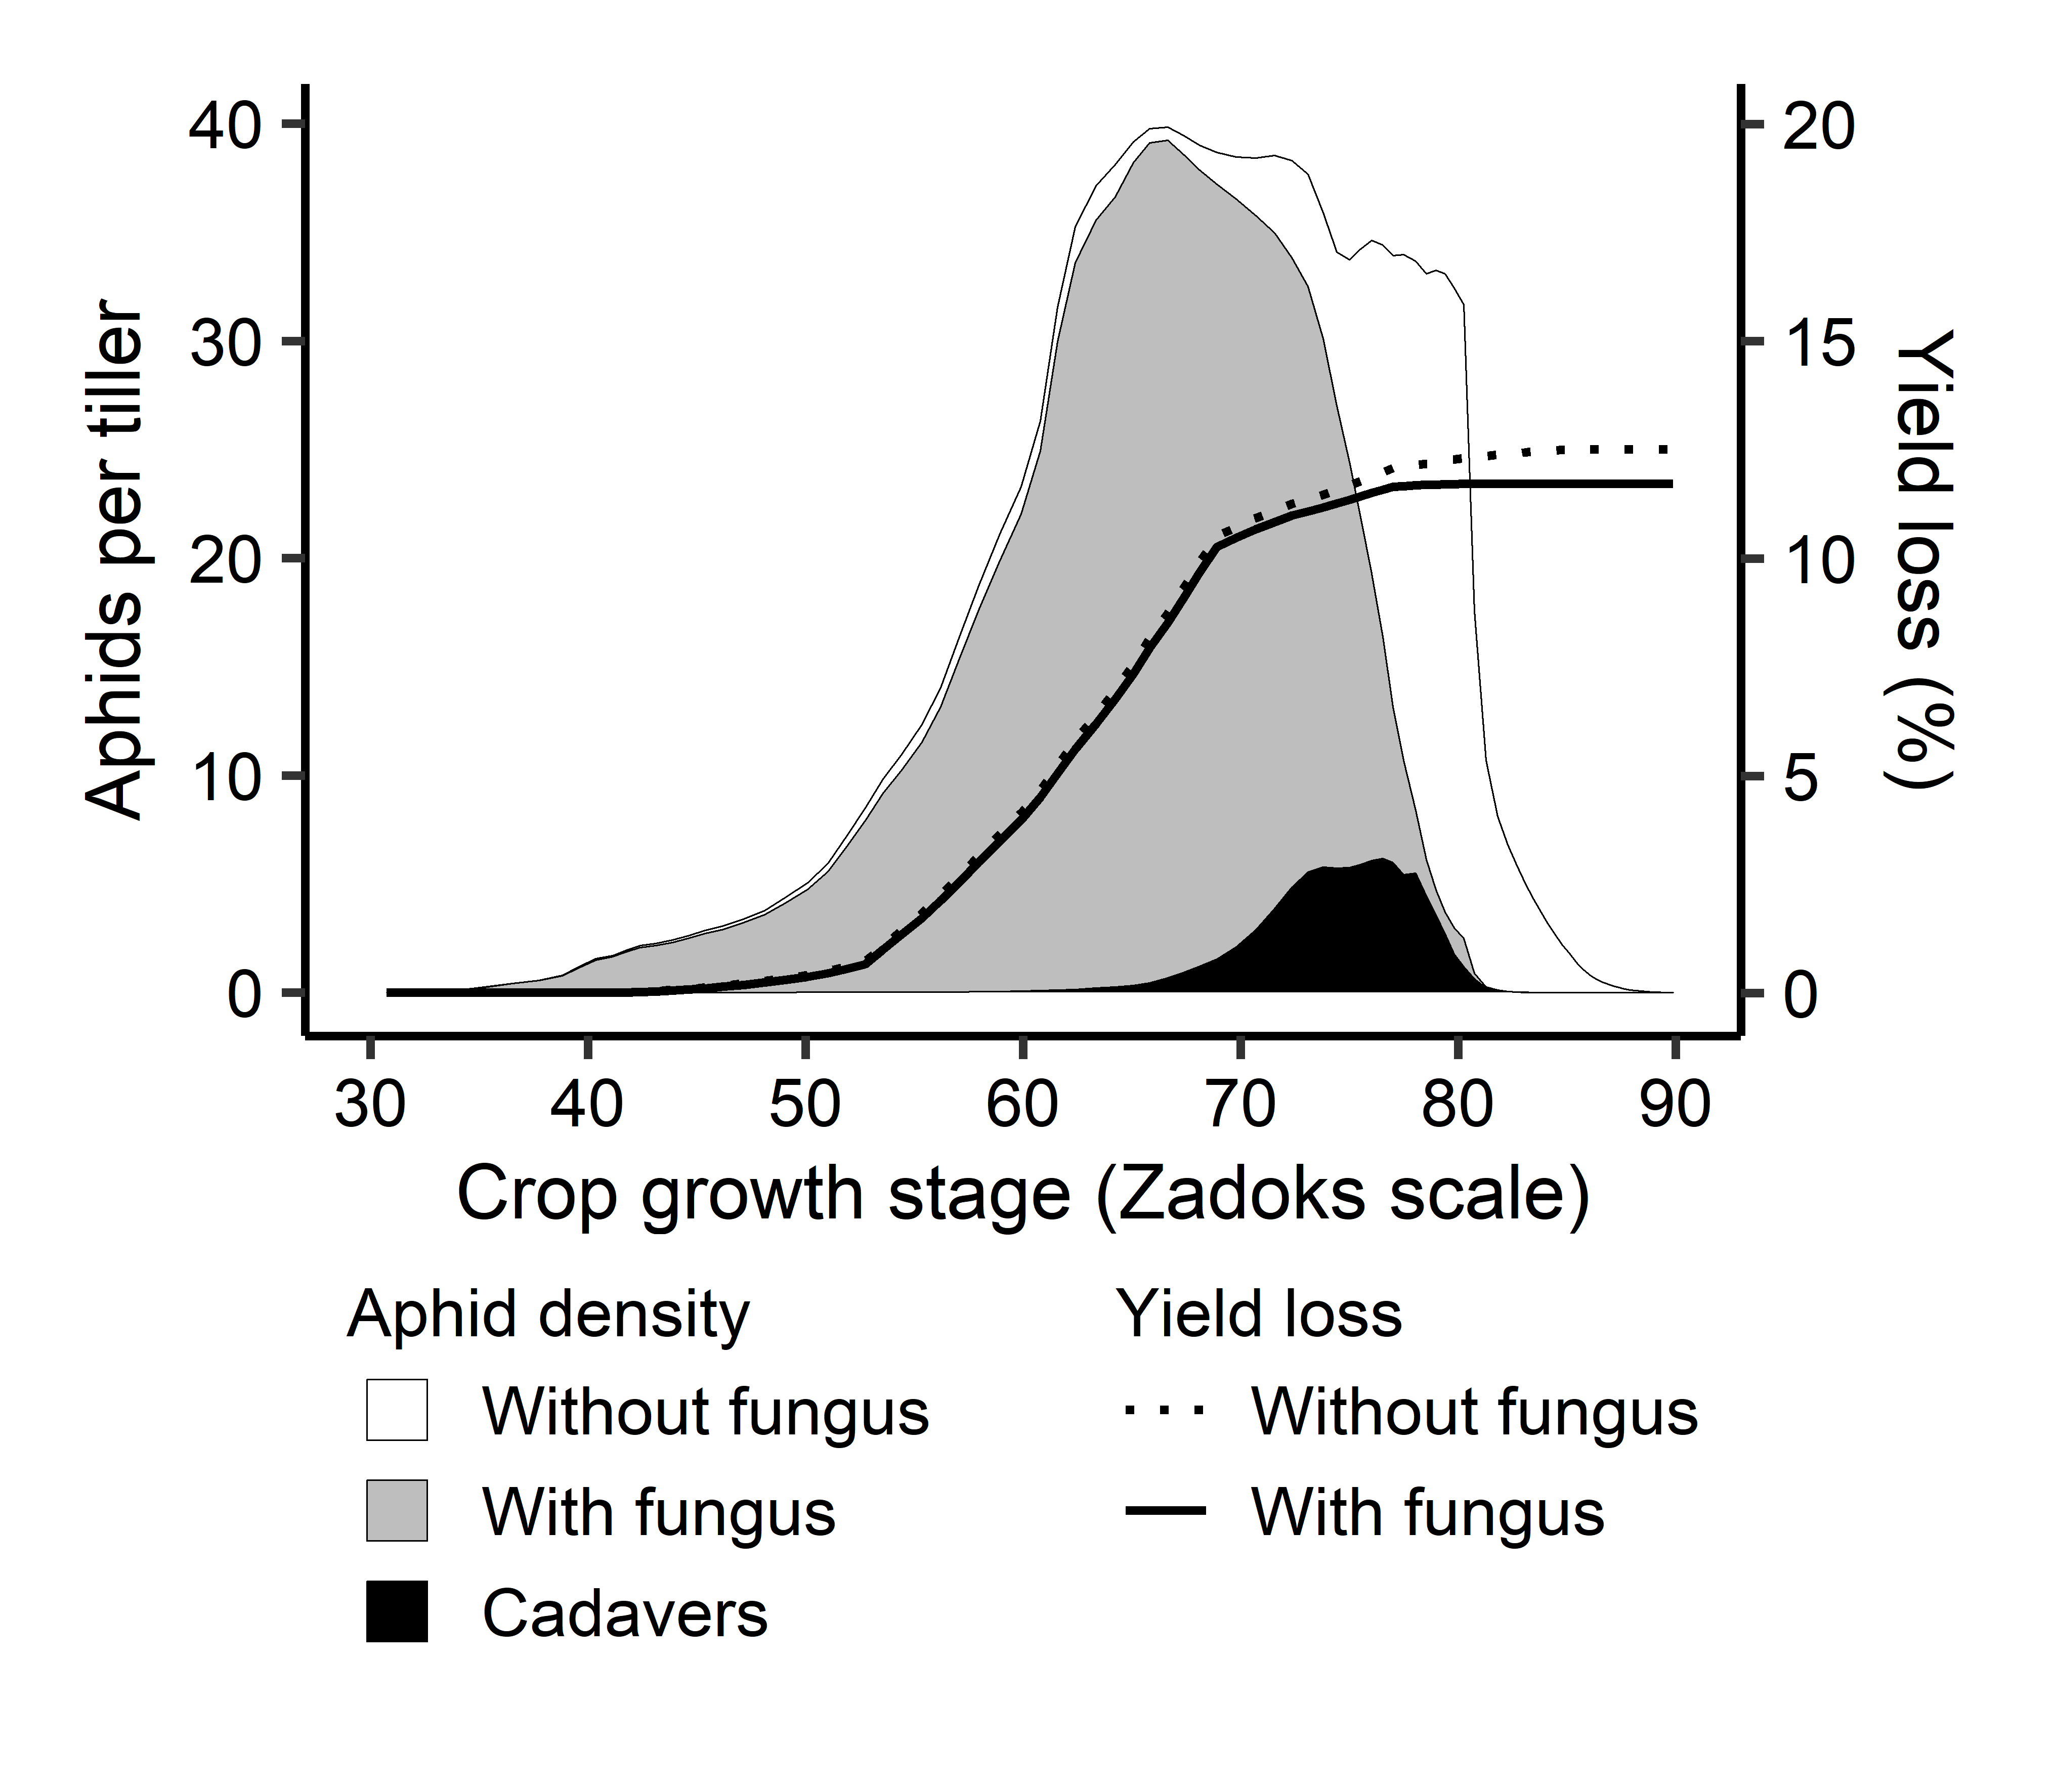 40
30
20
10
0
Aphids per tiller
20
15
10
5
0
Yield loss (%)
30 40 50 60 70 80 90
Crop growth stage (Zadoks scale)
Aphid density
Without fungus
With fungus
Cadavers
Yield loss
Without fungus
With fungus